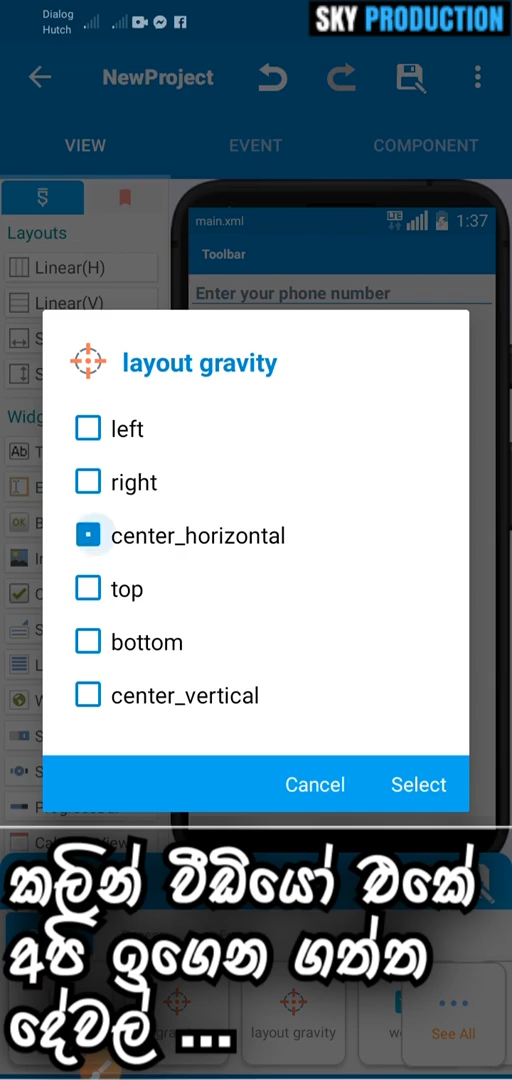 Dialog
Hutch
SKY PRODUCTION
NewProject
VIEW
EVENT
COMPONENT
main.xml
LTE
1:37
Toolbar
Layouts
Linear(H)
Linear(V)
Enter your phone number
layout gravity
left
right
center_horizontal
top
bottom
center_vertical
Cancel
Select
කලින් වීඩියෝ එකේ
අපි ඉගෙන ගත්ත
දේවල් ...
layout gravity
See All